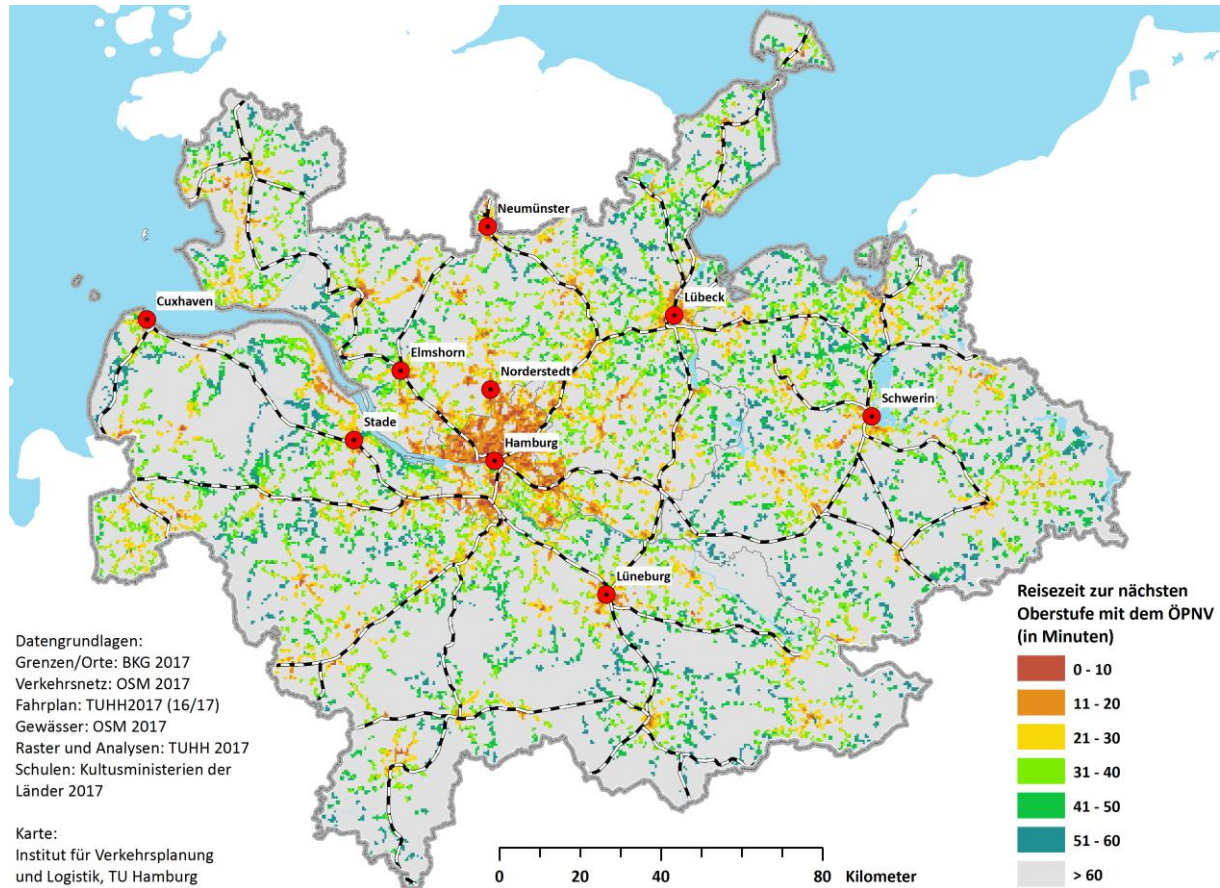 Neumünster
Cuxhaven
Lübeck
Elmshorn
Norderstedt
Schwerin
Stade
Hamburg
Lüneburg
Datengrundlagen:
Grenzen/Orte: BKG 2017
Verkehrsnetz: OSM 2017
Fahrplan: TUHH2017 (16/17)
Gewässer: OSM 2017
Raster und Analysen: TUHH 2017
Schulen: Kultusministerien der
Länder 2017
Karte:
Institut für Verkehrsplanung
und Logistik, TU Hamburg
0 20 40 80 Kilometer
Reisezeit zur nächsten
Oberstufe mit dem ÖPNV
(in Minuten)
0 - 10
11 - 20
21 - 30
31 - 40
41 - 50
51 - 60
> 60